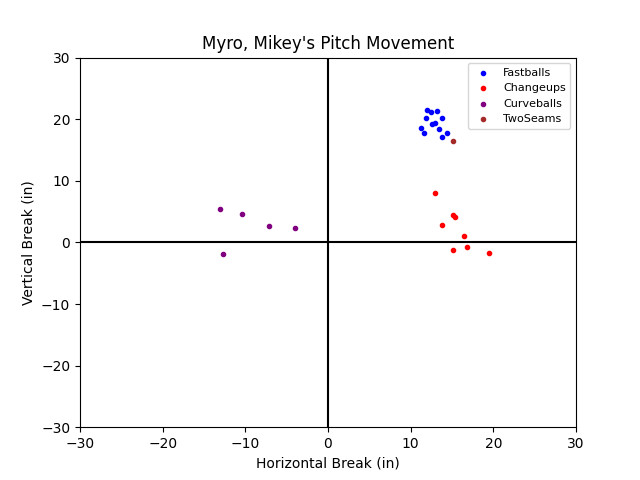 Myro, Mikey's Pitch Movement
30
20
10
0
−10
−20
−30
Vertical Break (in)
Fastballs
Changeups
Curveballs
TwoSeams
−30
−20
−10
0
10
20
30
Horizontal Break (in)